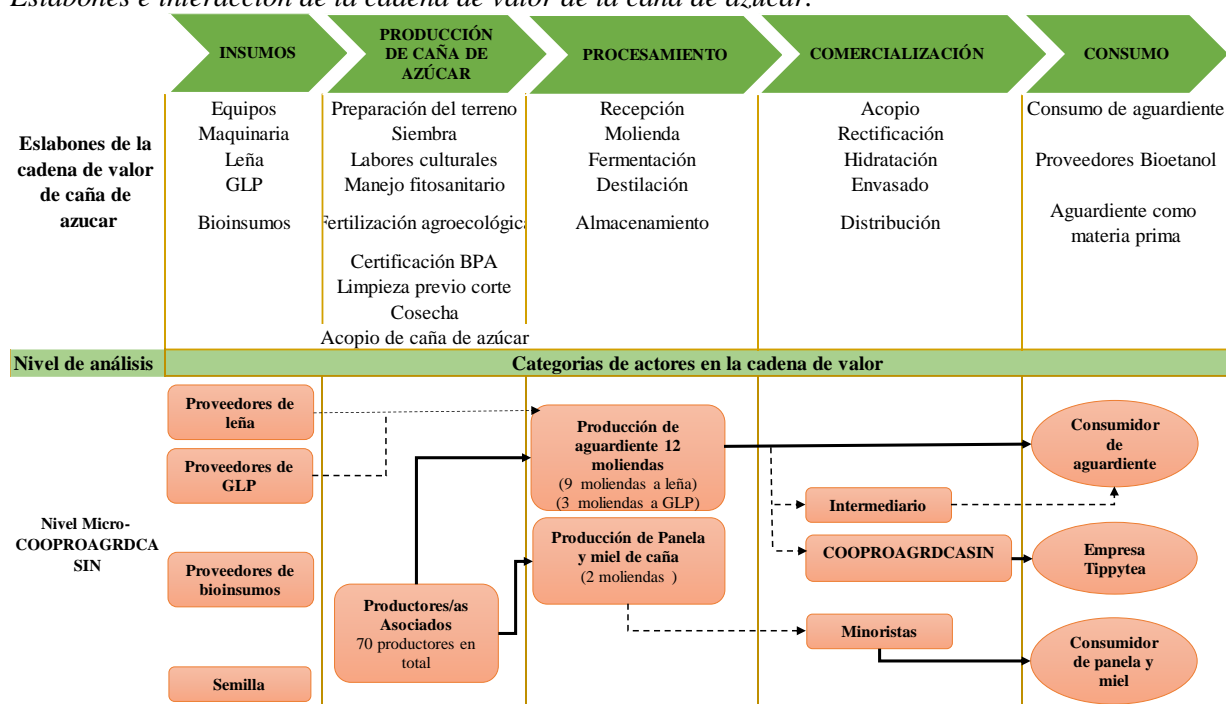 Eslabones e interacción de la cadena de valor de la caña de azúcar.
INSUMOS
PRODUCCIÓN
DE CAÑA DE
AZÚCAR
PROCESAMIENTO
COMERCIALIZACIÓN
CONSUMO
Eslabones de la
cadena de valor
de caña de
azucar
Equipos
Maquinaria
Leña
GLP
Bioinsumos
Preparación del terreno
Siembra
Labores culturales
Manejo fitosanitario
Fertilización agroecológica
Certificación BPA
Limpieza previo corte
Cosecha
Acopio de caña de azúcar
Recepción
Molienda
Fermentación
Destilación
Almacenamiento
Acopio
Rectificación
Hidratación
Envasado
Distribución
Consumo de aguardiente
Proveedores Bioetanol
Aguardiente como
materia prima
Nivel de análisis
Categorias de actores en la cadena de valor
Nivel Micro-
COOPROAGRDCA
SIN
Proveedores de
leña
Proveedores de
GLP
Proveedores de
bioinsumos
Semilla
Productores/as
Asociados
70 productores en
total
Producción de
aguardiente 12
moliendas
(9 moliendas a leña)
(3 moliendas a GLP)
Producción de Panela
y miel de caña
(2 moliendas )
Intermediario
COOPROAGRDCASIN
Minoristas
Consumidor
de
aguardiente
Empresa
Tippytea
Consumidor
de panela y
miel